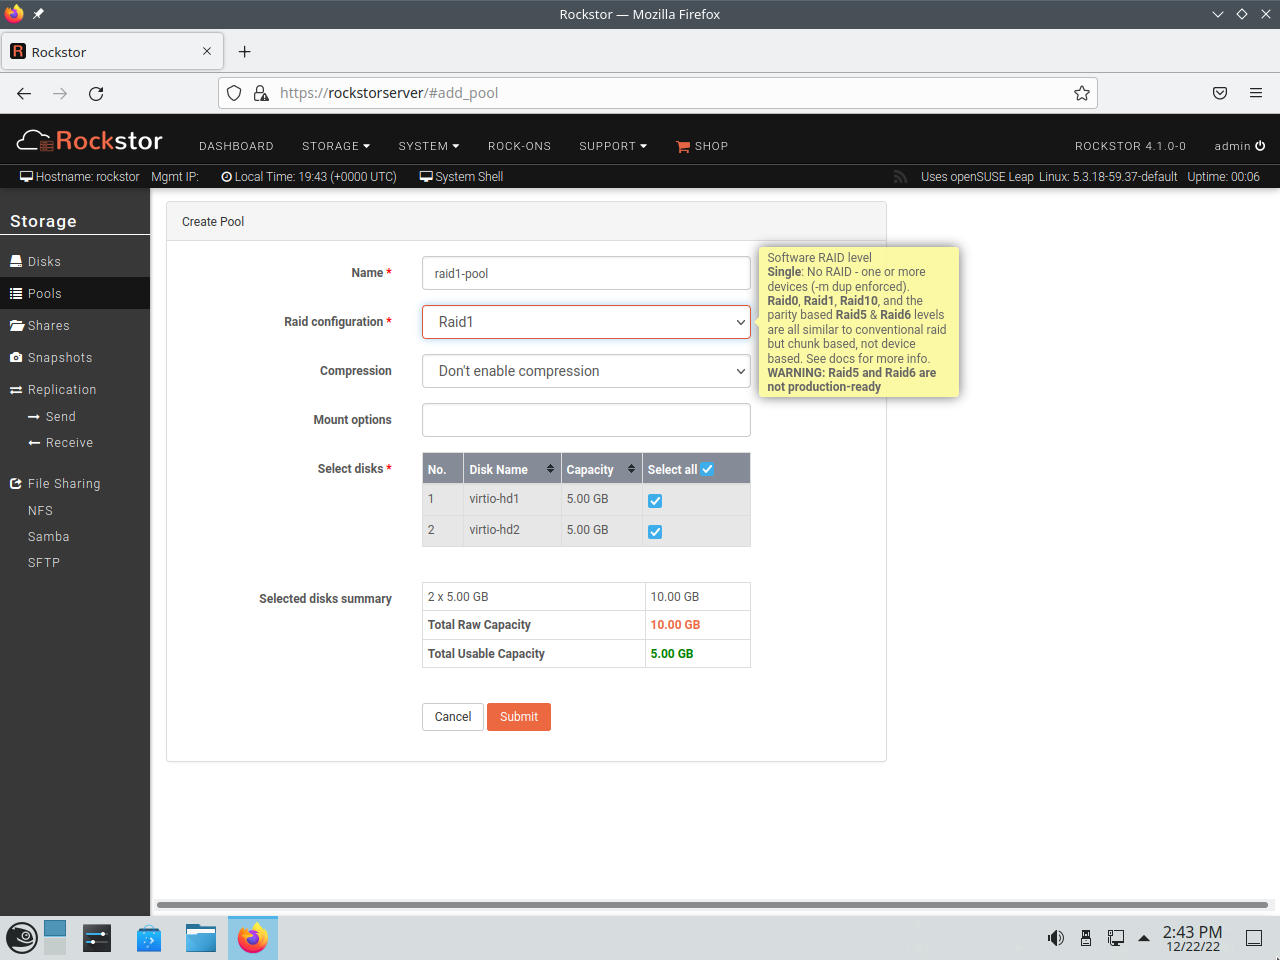 Rockstor — Mozilla Firefox
Rockstor
https://rockstorserver/#add_pool
Rockstor DASHBOARD STORAGE SYSTEM ROCK-ONS SUPPORT SHOP ROCKSTOR 4.1.0-0 admin
Hostname: rockstor Mgmt IP: Local Time: 19:43 (+0000 UTC) System Shell Uses openSUSE Leap Linux: 5.3.18-59.37-default Uptime: 00:06
Storage
Disks
Pools
Shares
Snapshots
Replication
Send
Receive
File Sharing
NFS
Samba
SFTP
Create Pool
Name * raid1-pool
Raid configuration * Raid1
Compression Don't enable compression
Mount options
Select disks * No. Disk Name Capacity Select all
1 virtio-hd1 5.00 GB
2 virtio-hd2 5.00 GB
Selected disks summary 2 x 5.00 GB 10.00 GB
Total Raw Capacity 10.00 GB
Total Usable Capacity 5.00 GB
Cancel Submit
Software RAID level
Single: No RAID - one or more
devices (-m dup enforced).
Raid0, Raid1, Raid10, and the
parity based Raid5 & Raid6 levels
are all similar to conventional raid
but chunk based, not device
based. See docs for more info.
WARNING: Raid5 and Raid6 are
not production-ready
2:43 PM
12/22/22